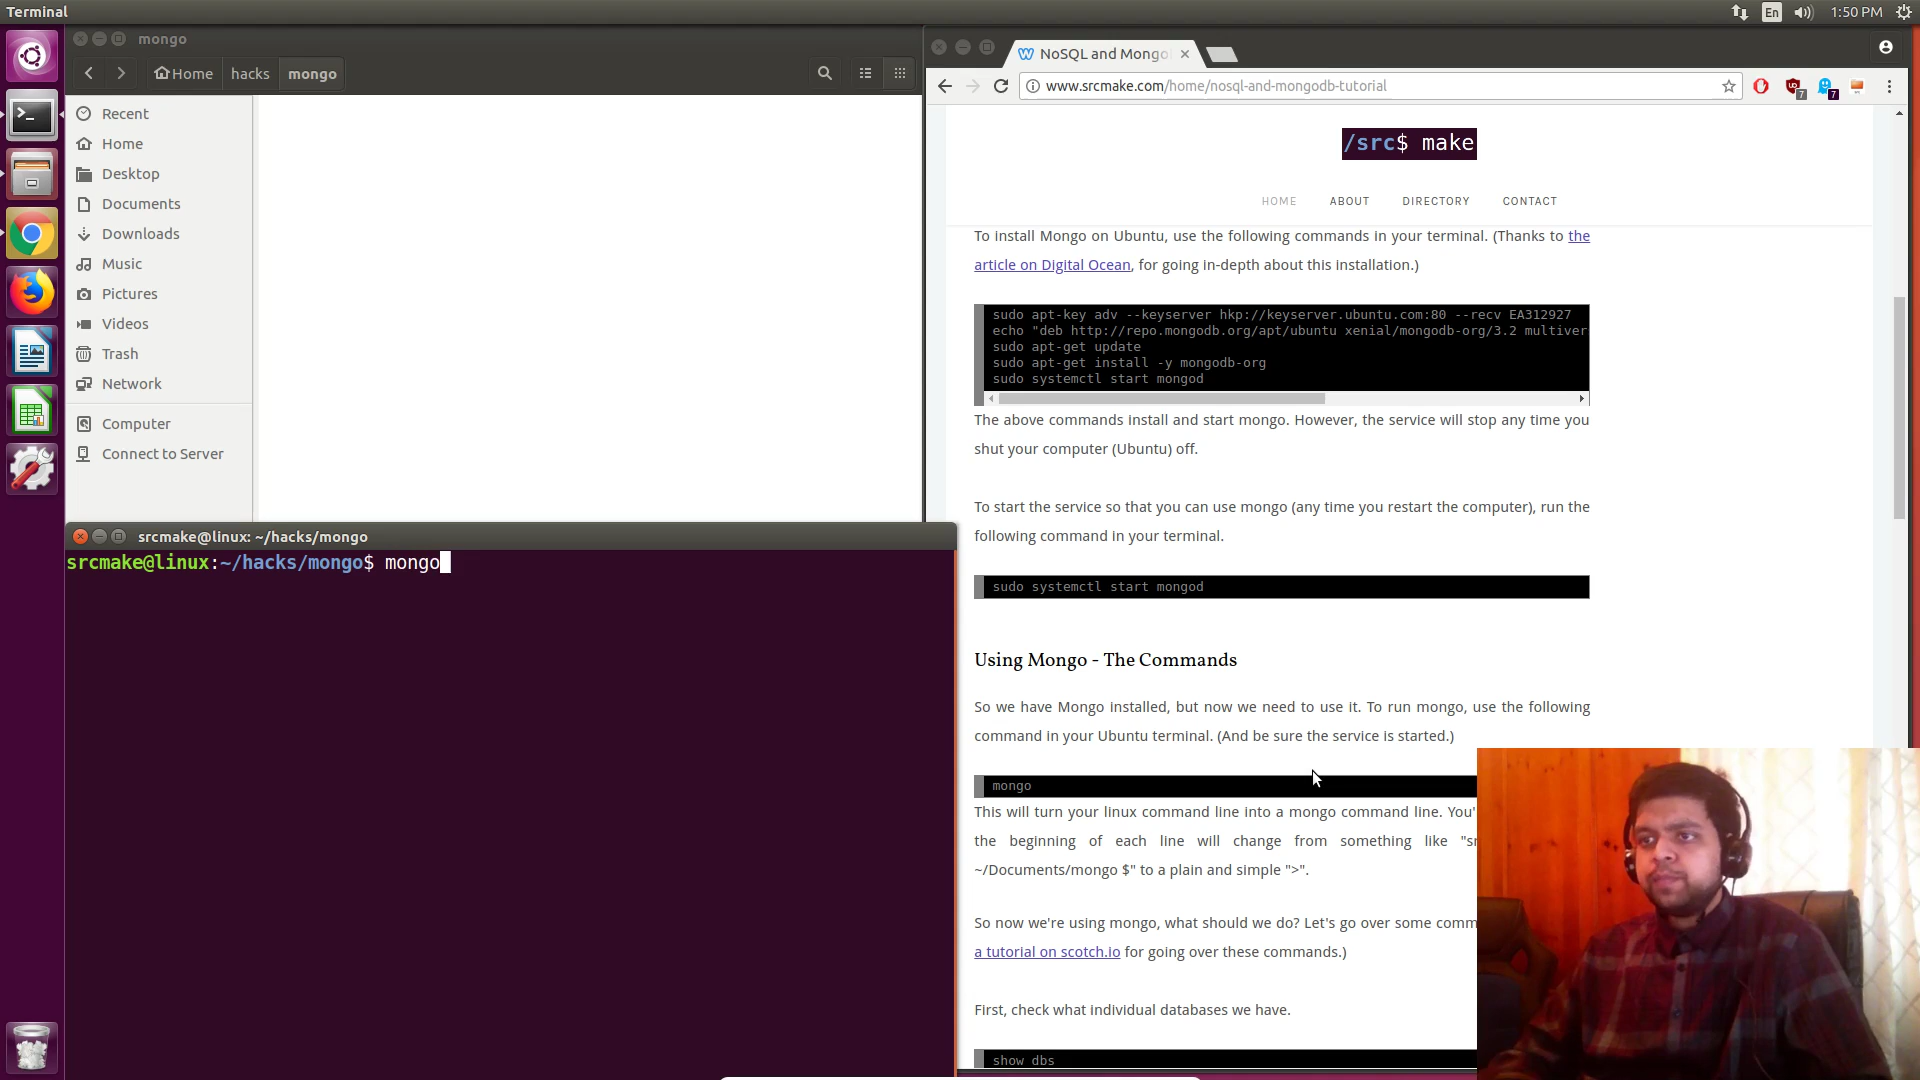 Terminal
En
1:50 PM
mongo
Home
hacks
mongo
Recent
Home
Desktop
Documents
Downloads
Music
Pictures
Videos
Trash
Network
Computer
Connect to Server
srcmake@linux: ~/hacks/mongo
srcmake@linux:~/hacks/mongo$ mongo
NoSQL and Mongo
www.srcmake.com/home/nosql-and-mongodb-tutorial
7
7
/src$ make
HOME
ABOUT
DIRECTORY
CONTACT
To install Mongo on Ubuntu, use the following commands in your terminal. (Thanks to the
article on Digital Ocean, for going in-depth about this installation.)
sudo apt-key adv --keyserver hkp://keyserver.ubuntu.com:80 --recv EA312927
echo "deb http://repo.mongodb.org/apt/ubuntu xenial/mongodb-org/3.2 multiver
sudo apt-get update
sudo apt-get install -y mongodb-org
sudo systemctl start mongod
The above commands install and start mongo. However, the service will stop any time you
shut your computer (Ubuntu) off.
To start the service so that you can use mongo (any time you restart the computer), run the
following command in your terminal.
sudo systemctl start mongod
Using Mongo - The Commands
So we have Mongo installed, but now we need to use it. To run mongo, use the following
command in your Ubuntu terminal. (And be sure the service is started.)
mongo
This will turn your linux command line into a mongo command line. You'
the beginning of each line will change from something like "sr
~/Documents/mongo $" to a plain and simple ">".
So now we're using mongo, what should we do? Let's go over some comm
a tutorial on scotch.io for going over these commands.)
First, check what individual databases we have.
show dbs